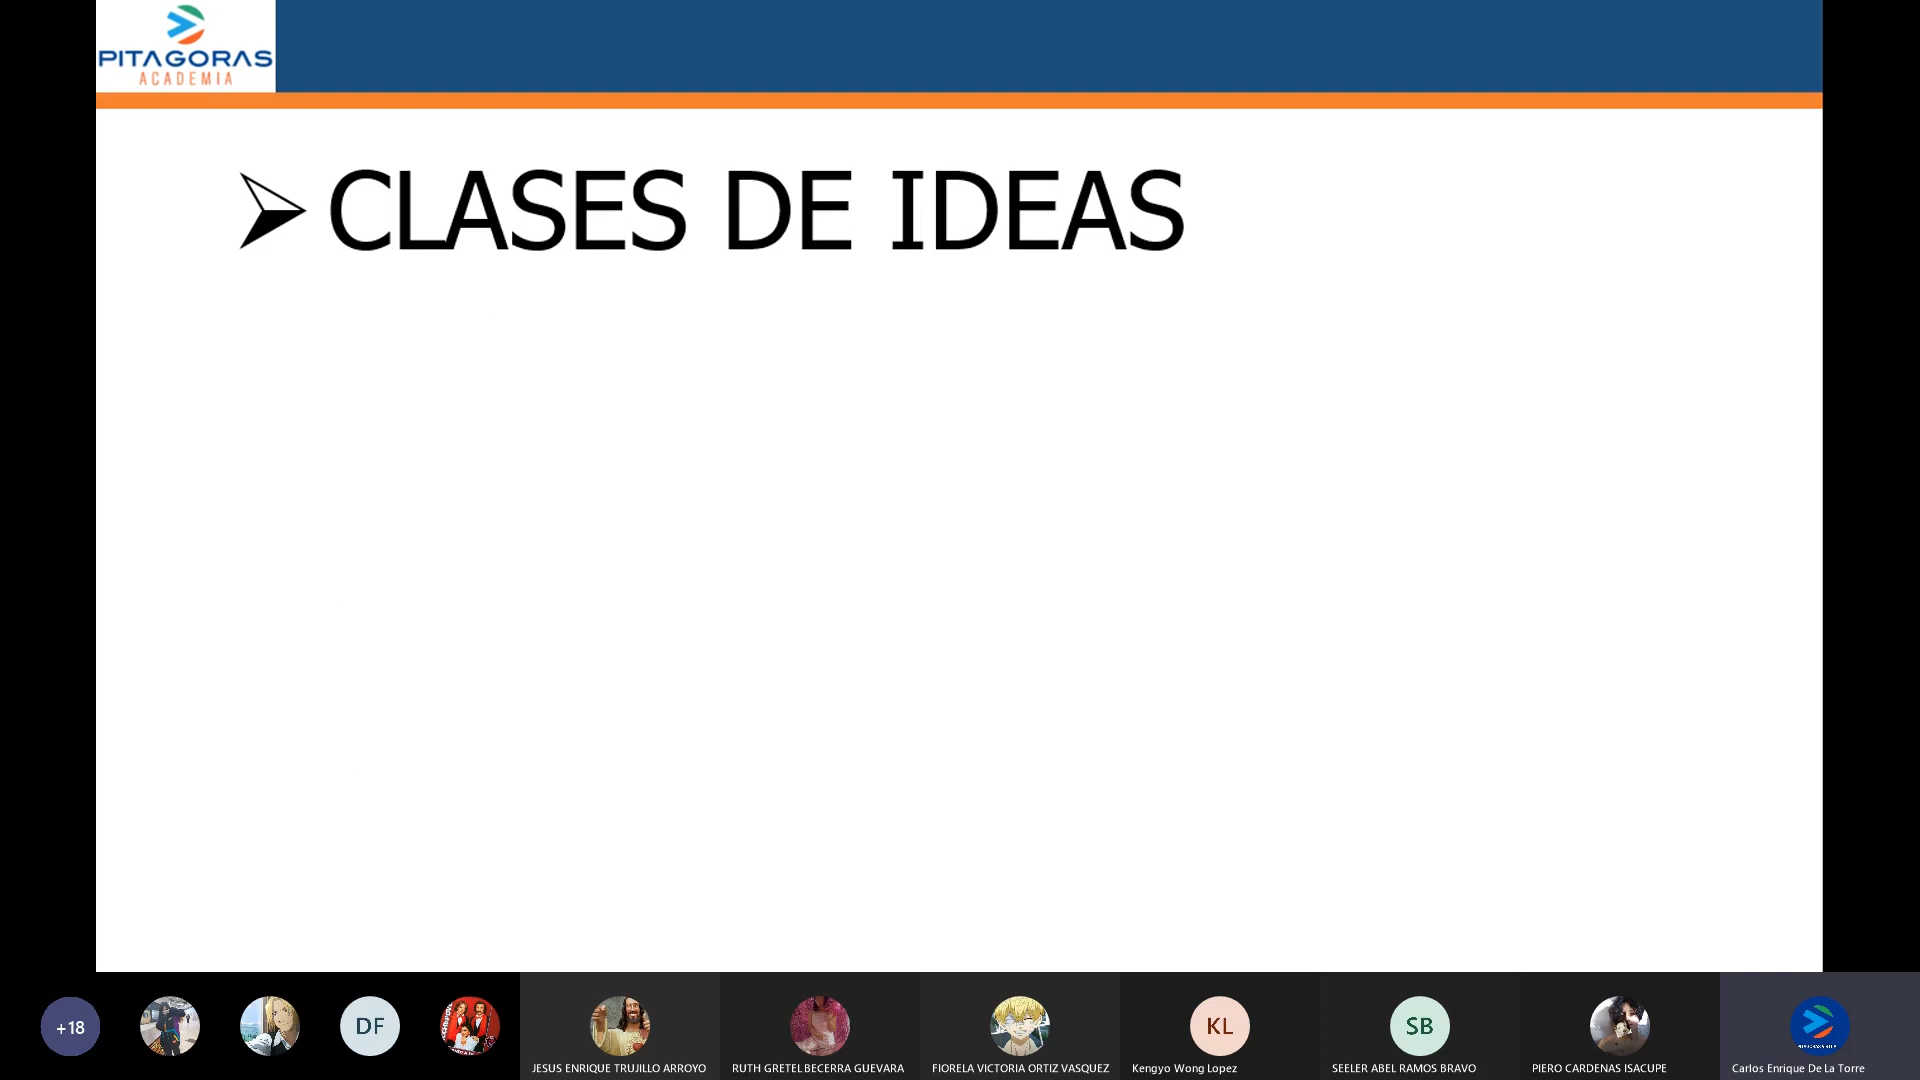 PITAGORAS
ACADEMIA
CLASES DE IDEAS
+18
DF
KL
SB
JESUS ENRIQUE TRUJILLO ARROYO
RUTH GRETEL BECERRA GUEVARA
FIORELA VICTORIA ORTIZ VASQUEZ
Kengyo Wong Lopez
SEELER ABEL RAMOS BRAVO
PIERO CARDENAS ISACUPE
Carlos Enrique De La Torre